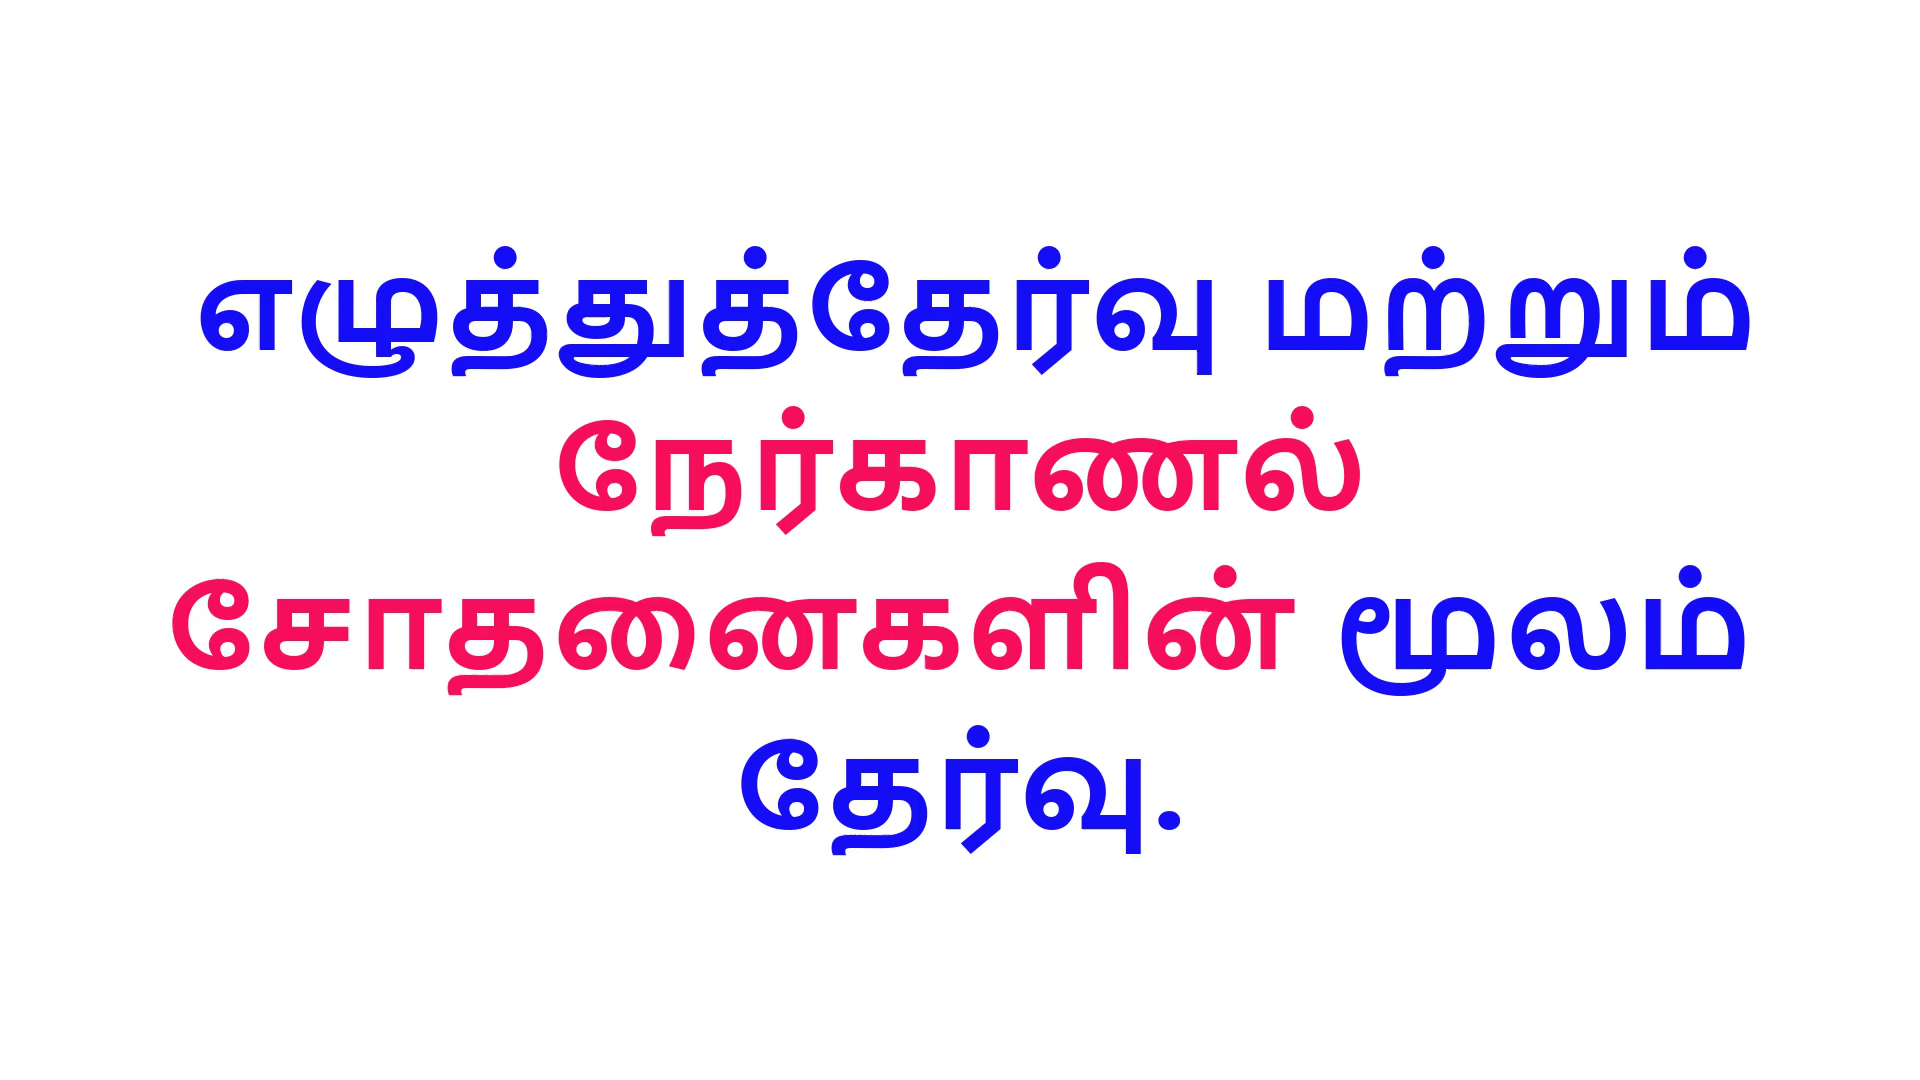 எழுத்துத்தேர்வு மற்றும்
நேர்காணல்
சோதனைகளின் மூலம்
தேர்வு.